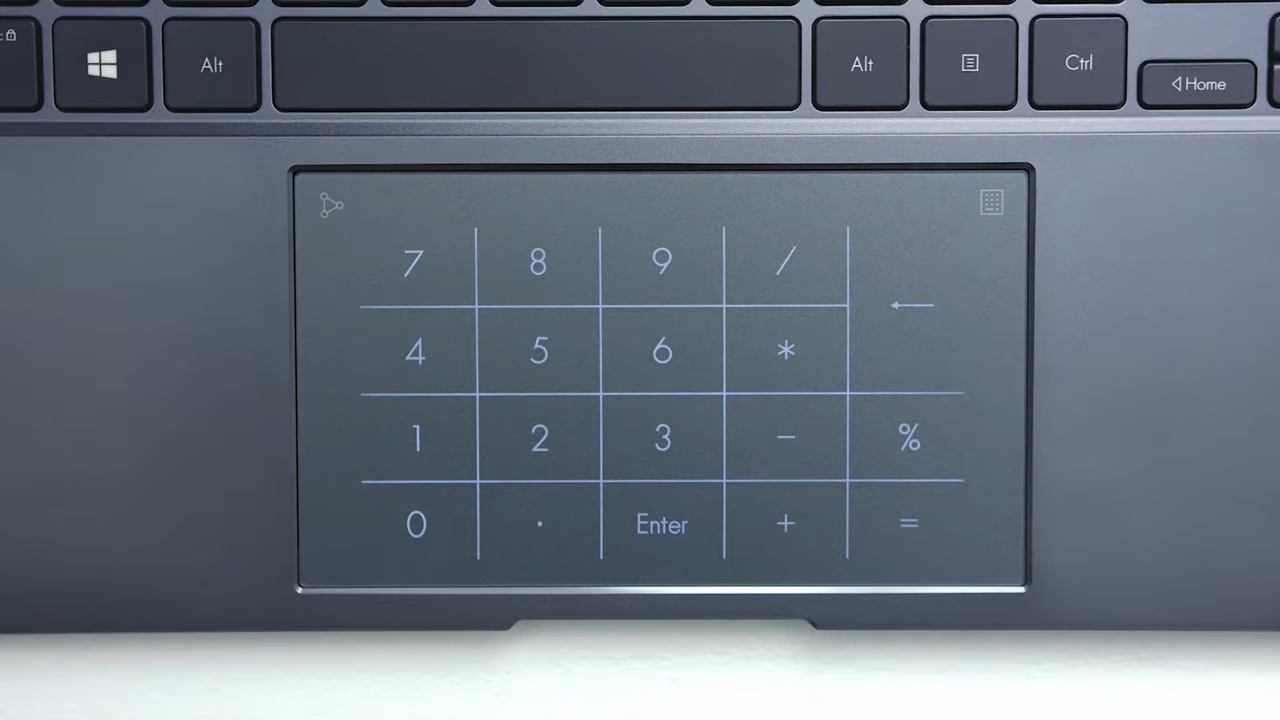 Alt Alt Ctrl Home
7 8 9 /
←
4 5 6 *
1 2 3 − %
0 . Enter + =